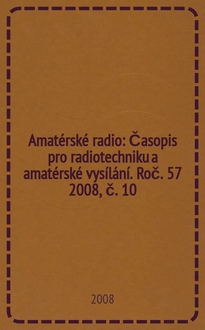 Amatérské radio: Časopis
pro radiotechniku a
amatérské vysílání. Roč. 57
2008, č. 10
2008